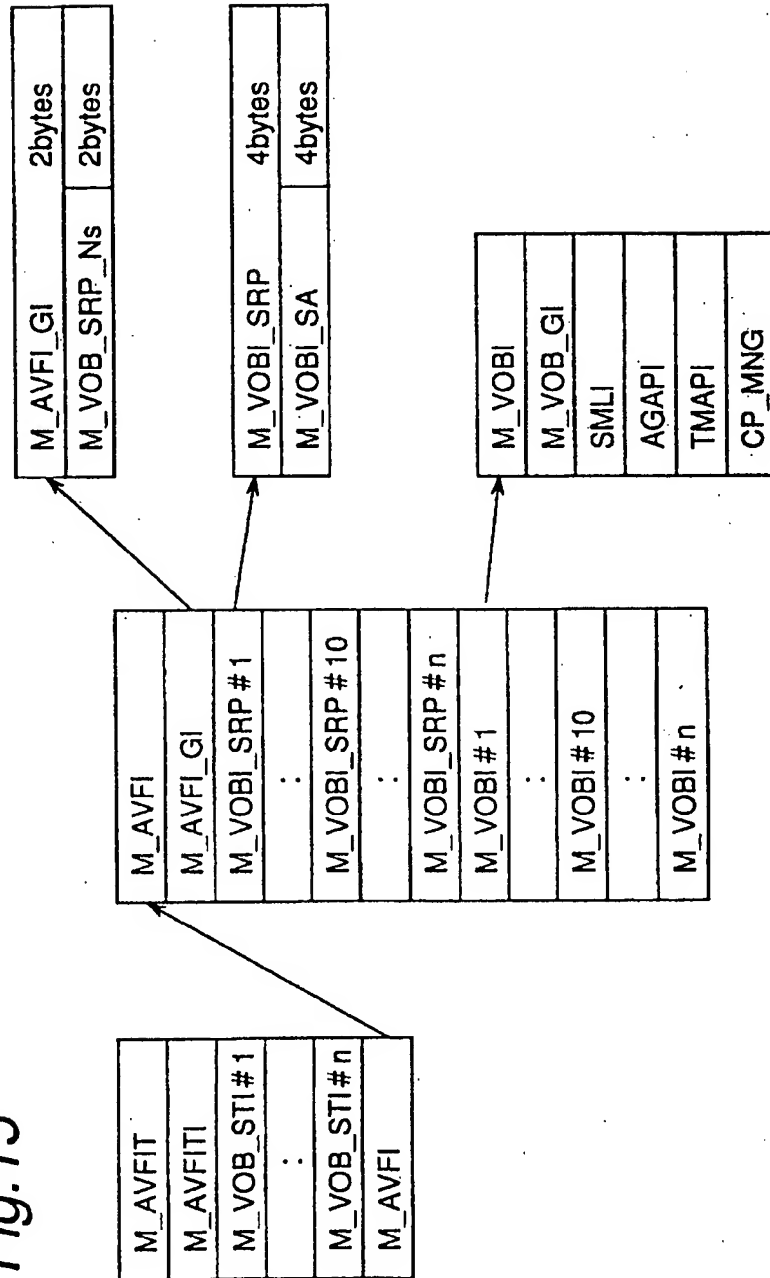 Fig.15
M_AVFIT
M_AVFITI
M_VOB_STI#1
:
M_VOB_STI#n
M_AVFI
M_AVFI
M_AVFI_GI
M_VOBI_SRP#1
:
M_VOBI_SRP#10
:
M_VOBI_SRP#n
M_VOBI#1
:
M_VOBI#10
:
M_VOBI#n
M_AVFI_GI 2bytes
M_VOB_SRP_Ns 2bytes
M_VOBI_SRP 4bytes
M_VOBI_SA 4bytes
M_VOBI
M_VOB_GI
SMLI
AGAPI
TMAPI
CP_MNG